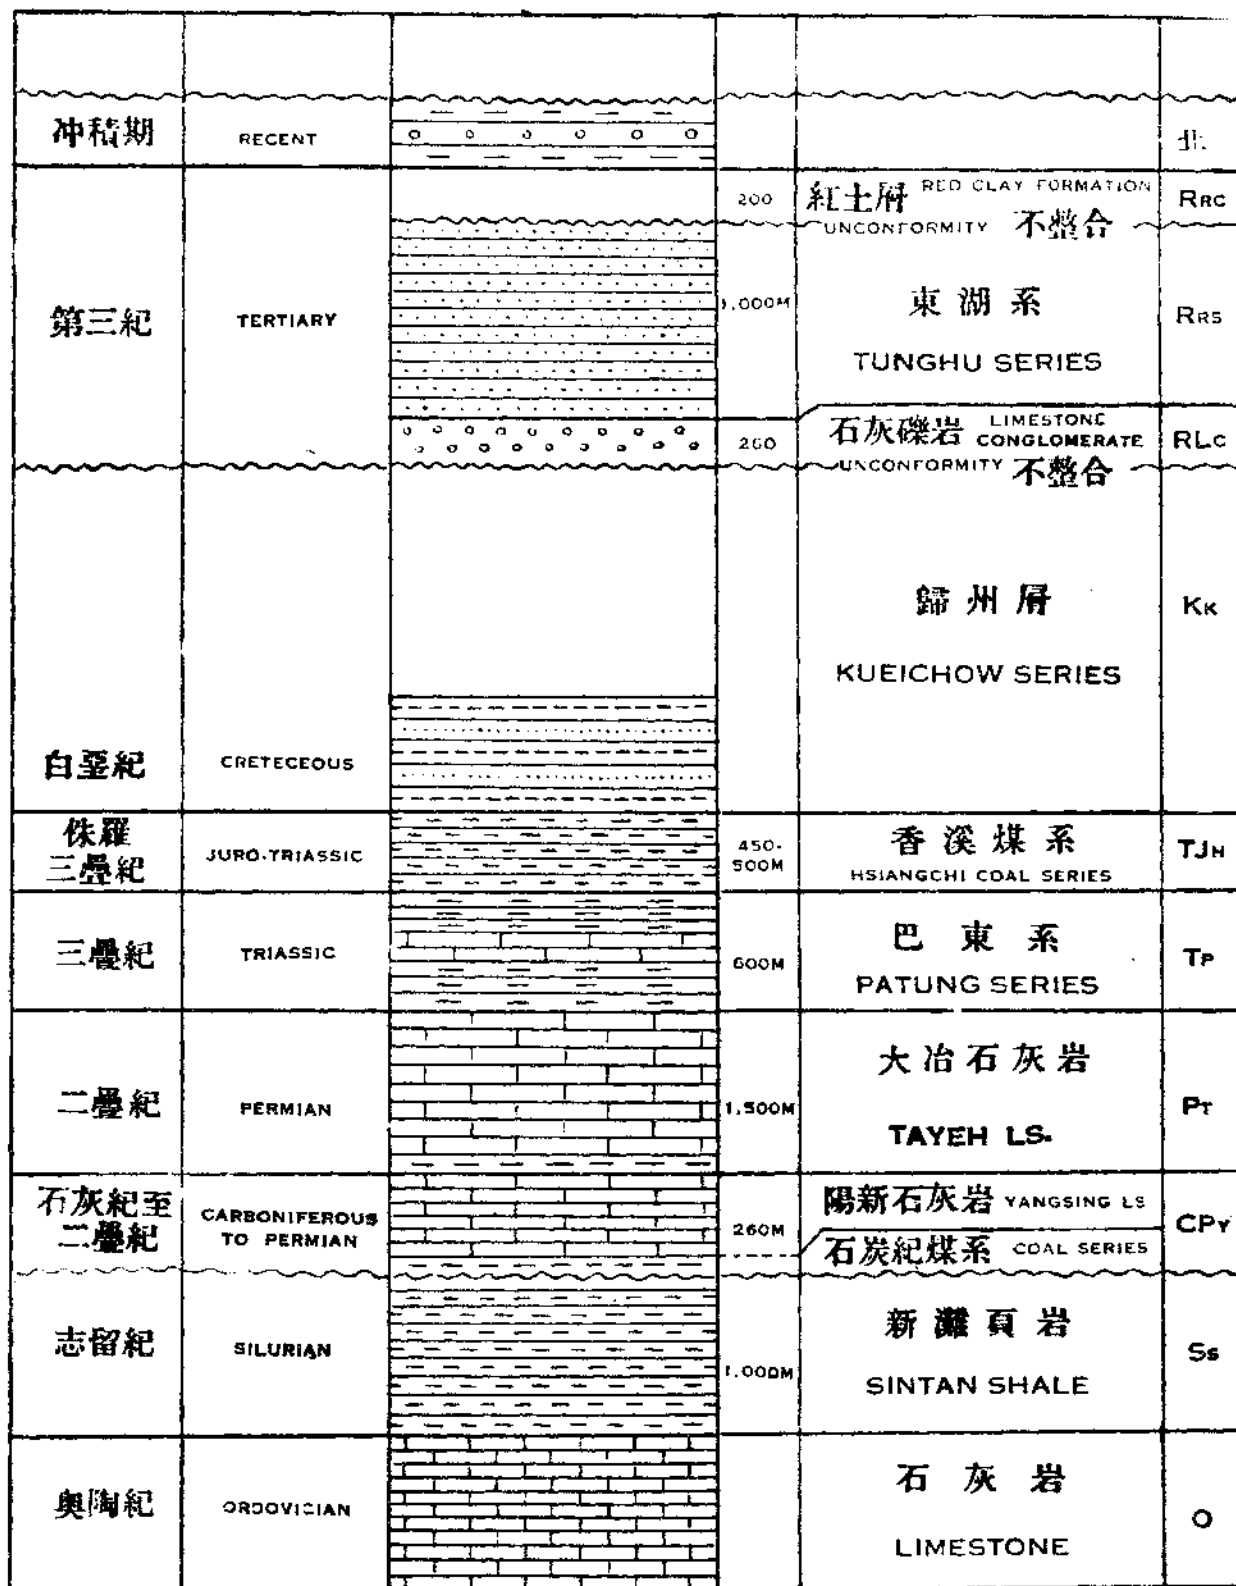 冲積期 RECENT
200 紅土層 RED CLAY FORMATION RRC
UNCONFORMITY 不整合
第三紀 TERTIARY 1,000M 東湖系 RRS
TUNGHU SERIES
260 石灰礫岩 LIMESTONE CONGLOMERATE RLC
UNCONFORMITY 不整合
歸州層 KK
KUEICHOW SERIES
白堊紀 CRETECEOUS
侏羅
三疊紀 JURO-TRIASSIC 450-500M 香溪煤系 TJH
HSIANGCHI COAL SERIES
三疊紀 TRIASSIC 600M 巴東系 TP
PATUNG SERIES
二疊紀 PERMIAN 1,500M 大冶石灰岩 PT
TAYEH LS.
石灰紀至
二疊紀 CARBONIFEROUS
TO PERMIAN 260M 陽新石灰岩 YANGSING LS CPY
石炭紀煤系 COAL SERIES
志留紀 SILURIAN 1,000M 新灘頁岩 SS
SINTAN SHALE
奥陶紀 ORDOVICIAN 石灰岩 O
LIMESTONE